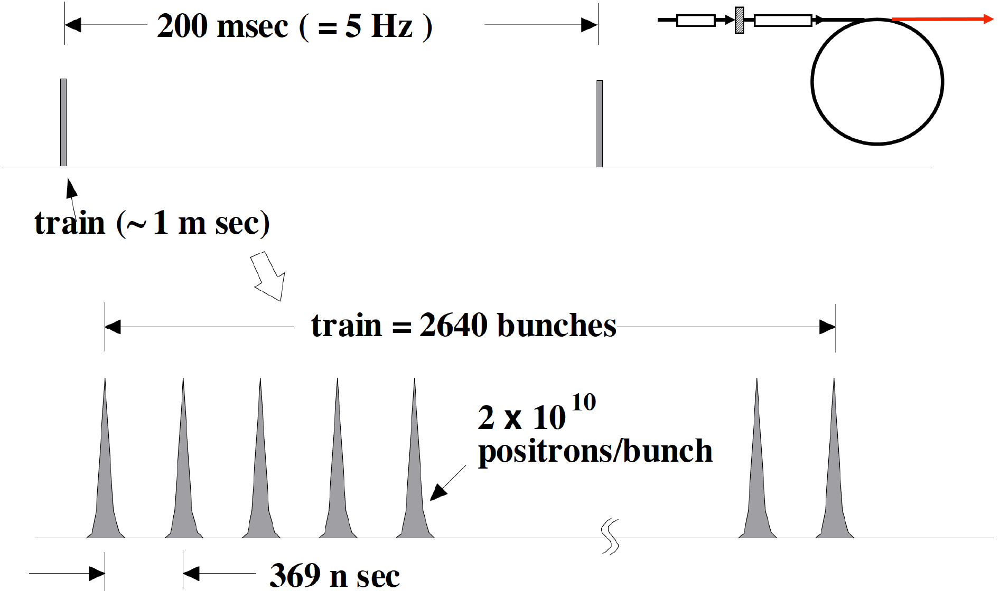 200 msec ( = 5 Hz )
train (~ 1 m sec)
train = 2640 bunches
2 x 10^10
positrons/bunch
369 n sec